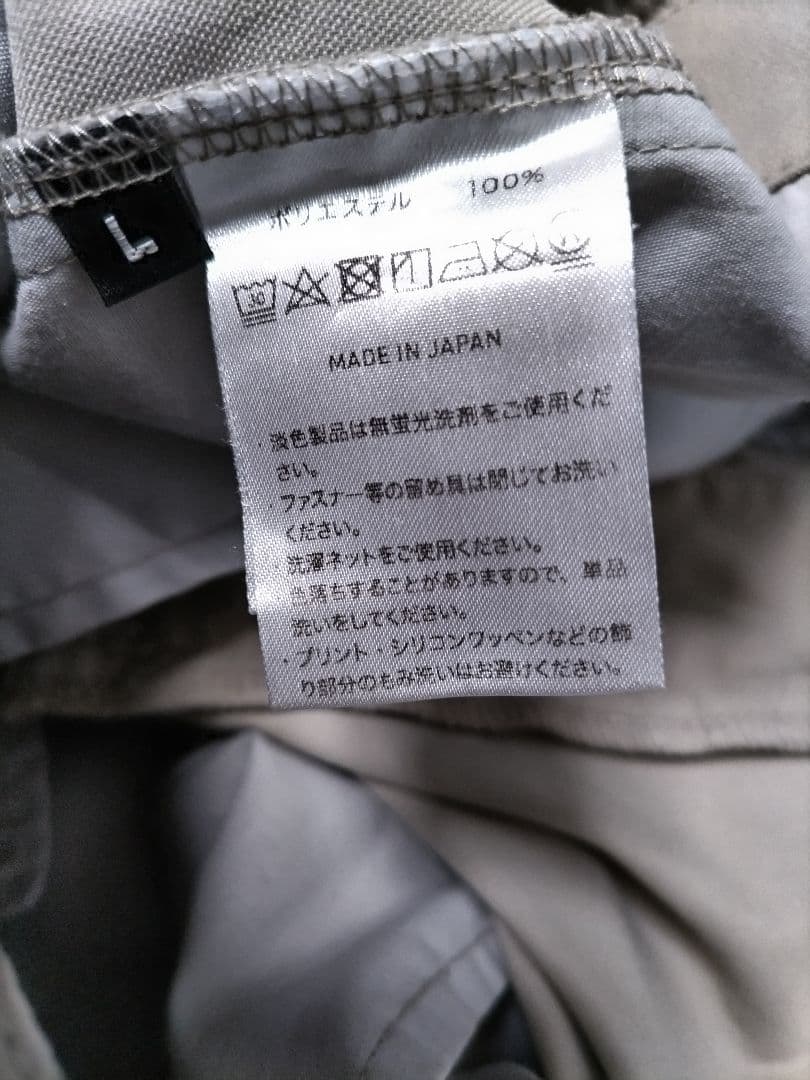 L
ポリエステル 100%
30
MADE IN JAPAN
・淡色製品は無蛍光洗剤をご使用くだ
さい。
・ファスナー等の留め具は閉じてお洗い
ください。
・洗濯ネットをご使用ください。
色落ちすることがありますので、単品
洗いをしてください。
・プリント・シリコンワッペンなどの飾
り部分のもみ洗いはお避けください。